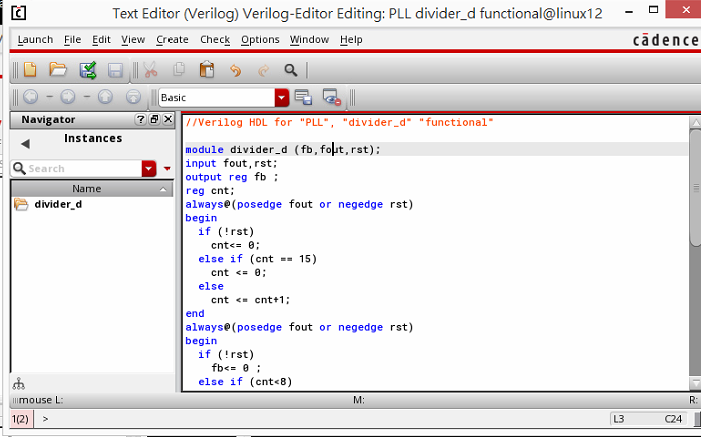 Text Editor (Verilog) Verilog-Editor Editing: PLL divider_d functional@linux12
Launch File Edit View Create Check Options Window Help
cādence
Basic
Navigator
Instances
Search
Name
divider_d
//Verilog HDL for "PLL", "divider_d" "functional"
module divider_d (fb,fout,rst);
input fout,rst;
output reg fb ;
reg cnt;
always@(posedge fout or negedge rst)
begin
if (!rst)
cnt<= 0;
else if (cnt == 15)
cnt <= 0;
else
cnt <= cnt+1;
end
always@(posedge fout or negedge rst)
begin
if (!rst)
fb<= 0 ;
else if (cnt<8)
mouse L: M: R:
1(2) > L3 C24